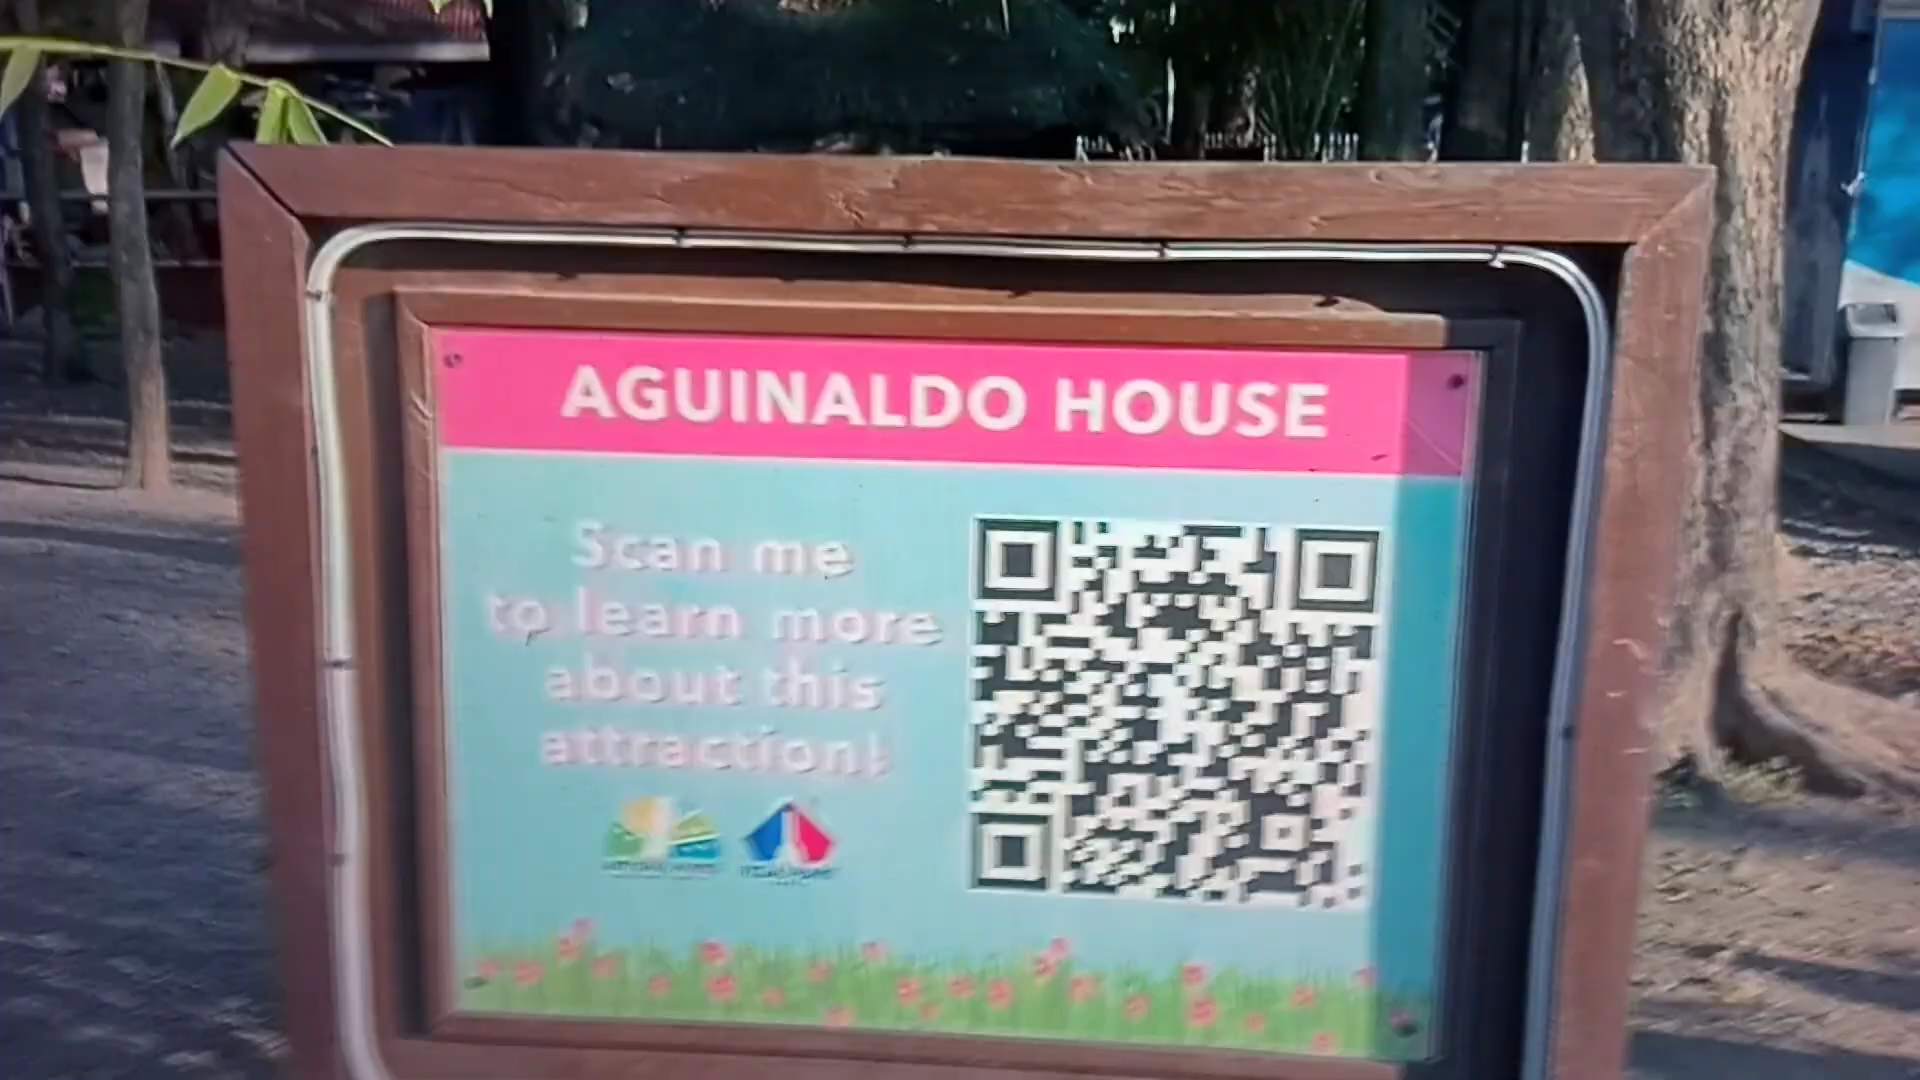 AGUINALDO HOUSE
Scan me
to learn more
about this
attraction!